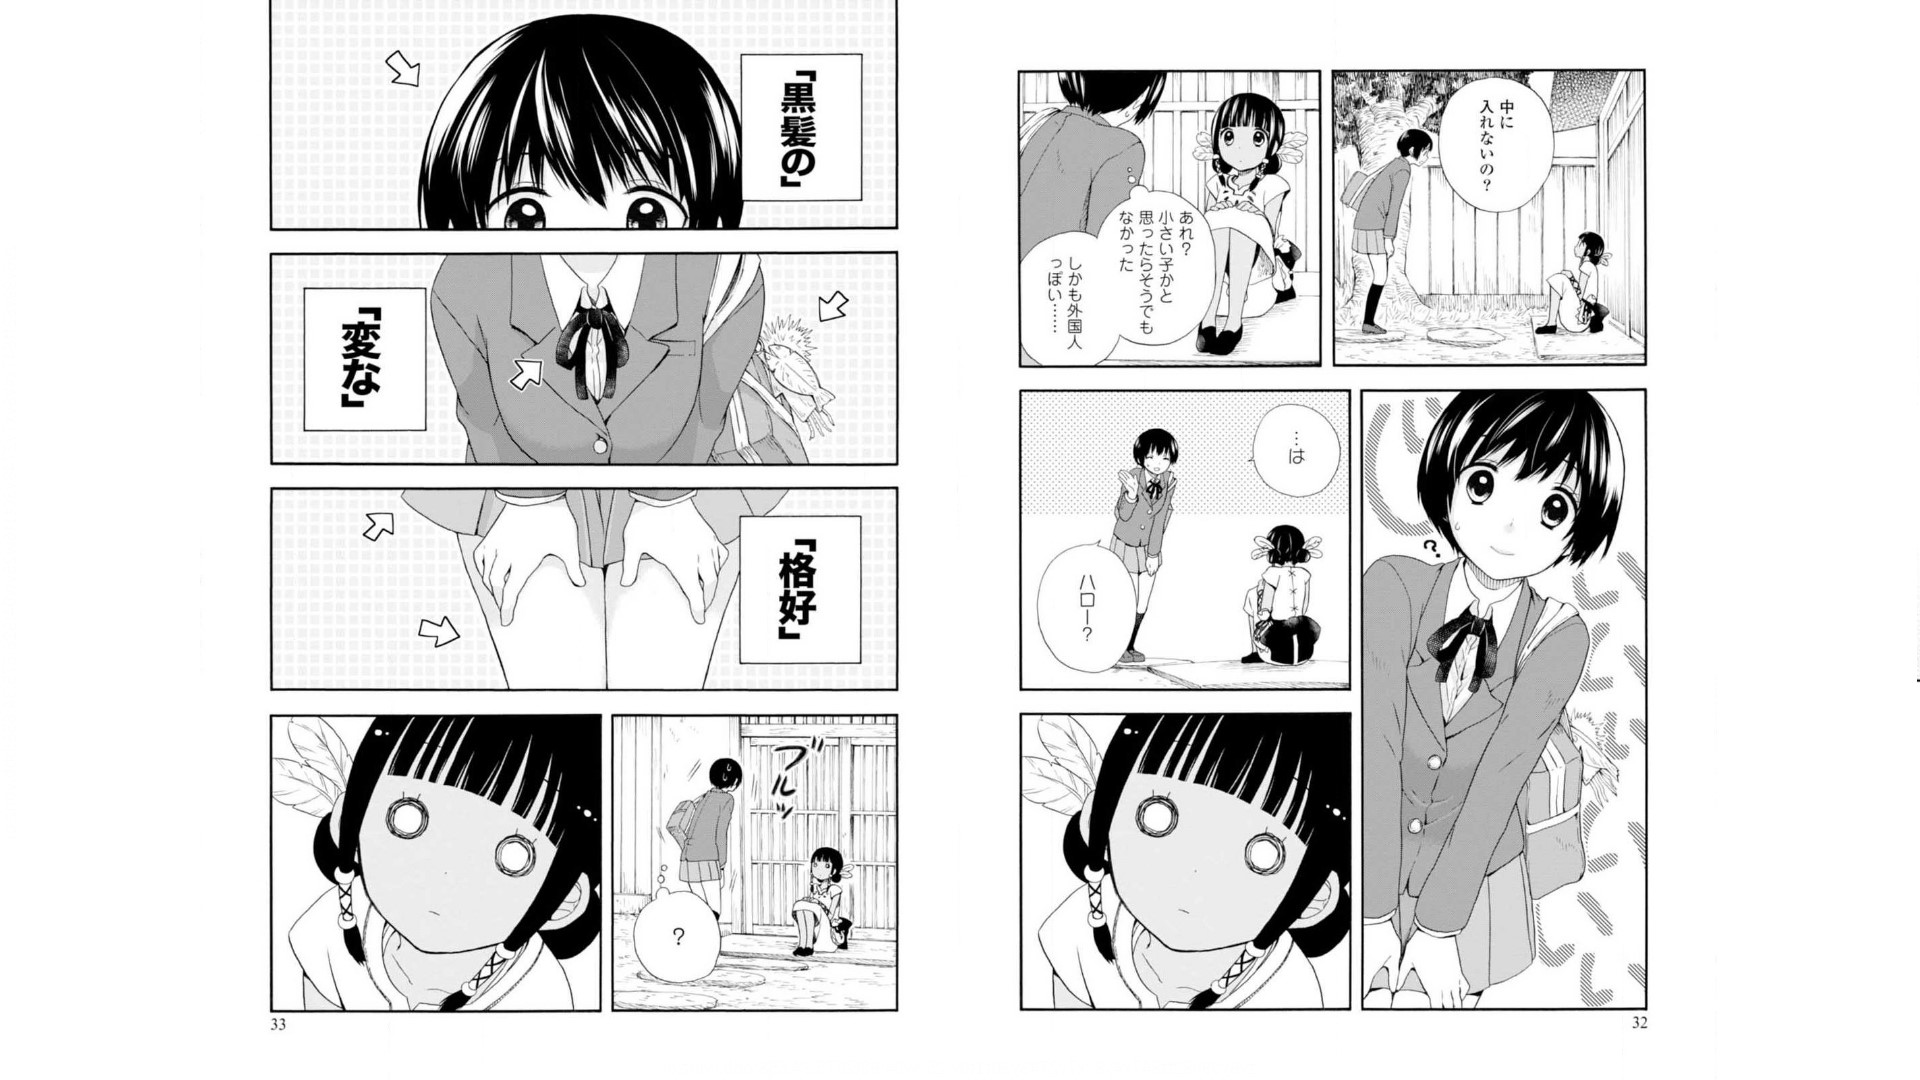 中に
入れないの？
あれ？
小さい子かと
思ったらそうでも
なかった
しかも外国人
っぽい……
…は
ハロー？
？
32
「黒髪の」
「変な」
「格好」
ブルッ
？
33